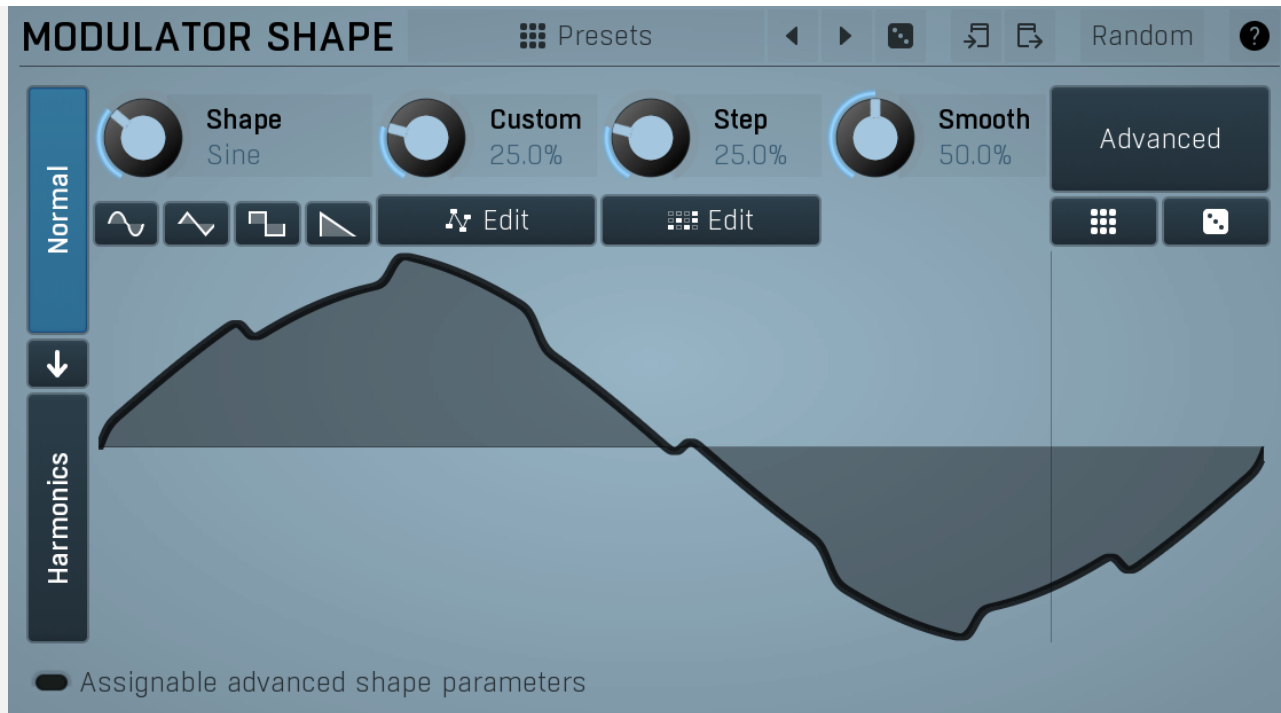 MODULATOR SHAPE
Presets
Random
?
Normal
Shape
Sine
Custom
25.0%
Step
25.0%
Smooth
50.0%
Advanced
Edit
Edit
Harmonics
Assignable advanced shape parameters